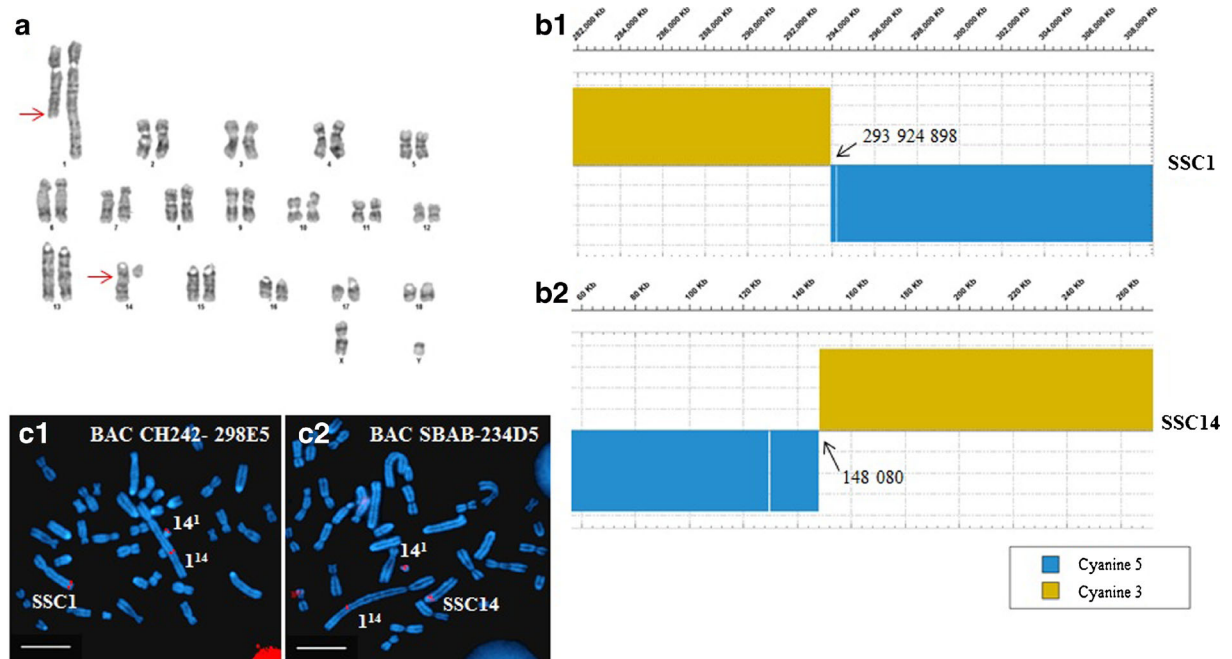 a
1
2
3
4
5
6
7
8
9
10
11
12
13
14
15
16
17
18
X
Y
b1
282,000 Kb
284,000 Kb
286,000 Kb
288,000 Kb
290,000 Kb
292,000 Kb
294,000 Kb
296,000 Kb
298,000 Kb
300,000 Kb
302,000 Kb
304,000 Kb
306,000 Kb
308,000 Kb
293 924 898
SSC1
b2
60 Kb
80 Kb
100 Kb
120 Kb
140 Kb
160 Kb
180 Kb
200 Kb
220 Kb
240 Kb
260 Kb
148 080
SSC14
Cyanine 5
Cyanine 3
c1
BAC CH242- 298E5
14¹
1¹⁴
SSC1
c2
BAC SBAB-234D5
14¹
1¹⁴
SSC14